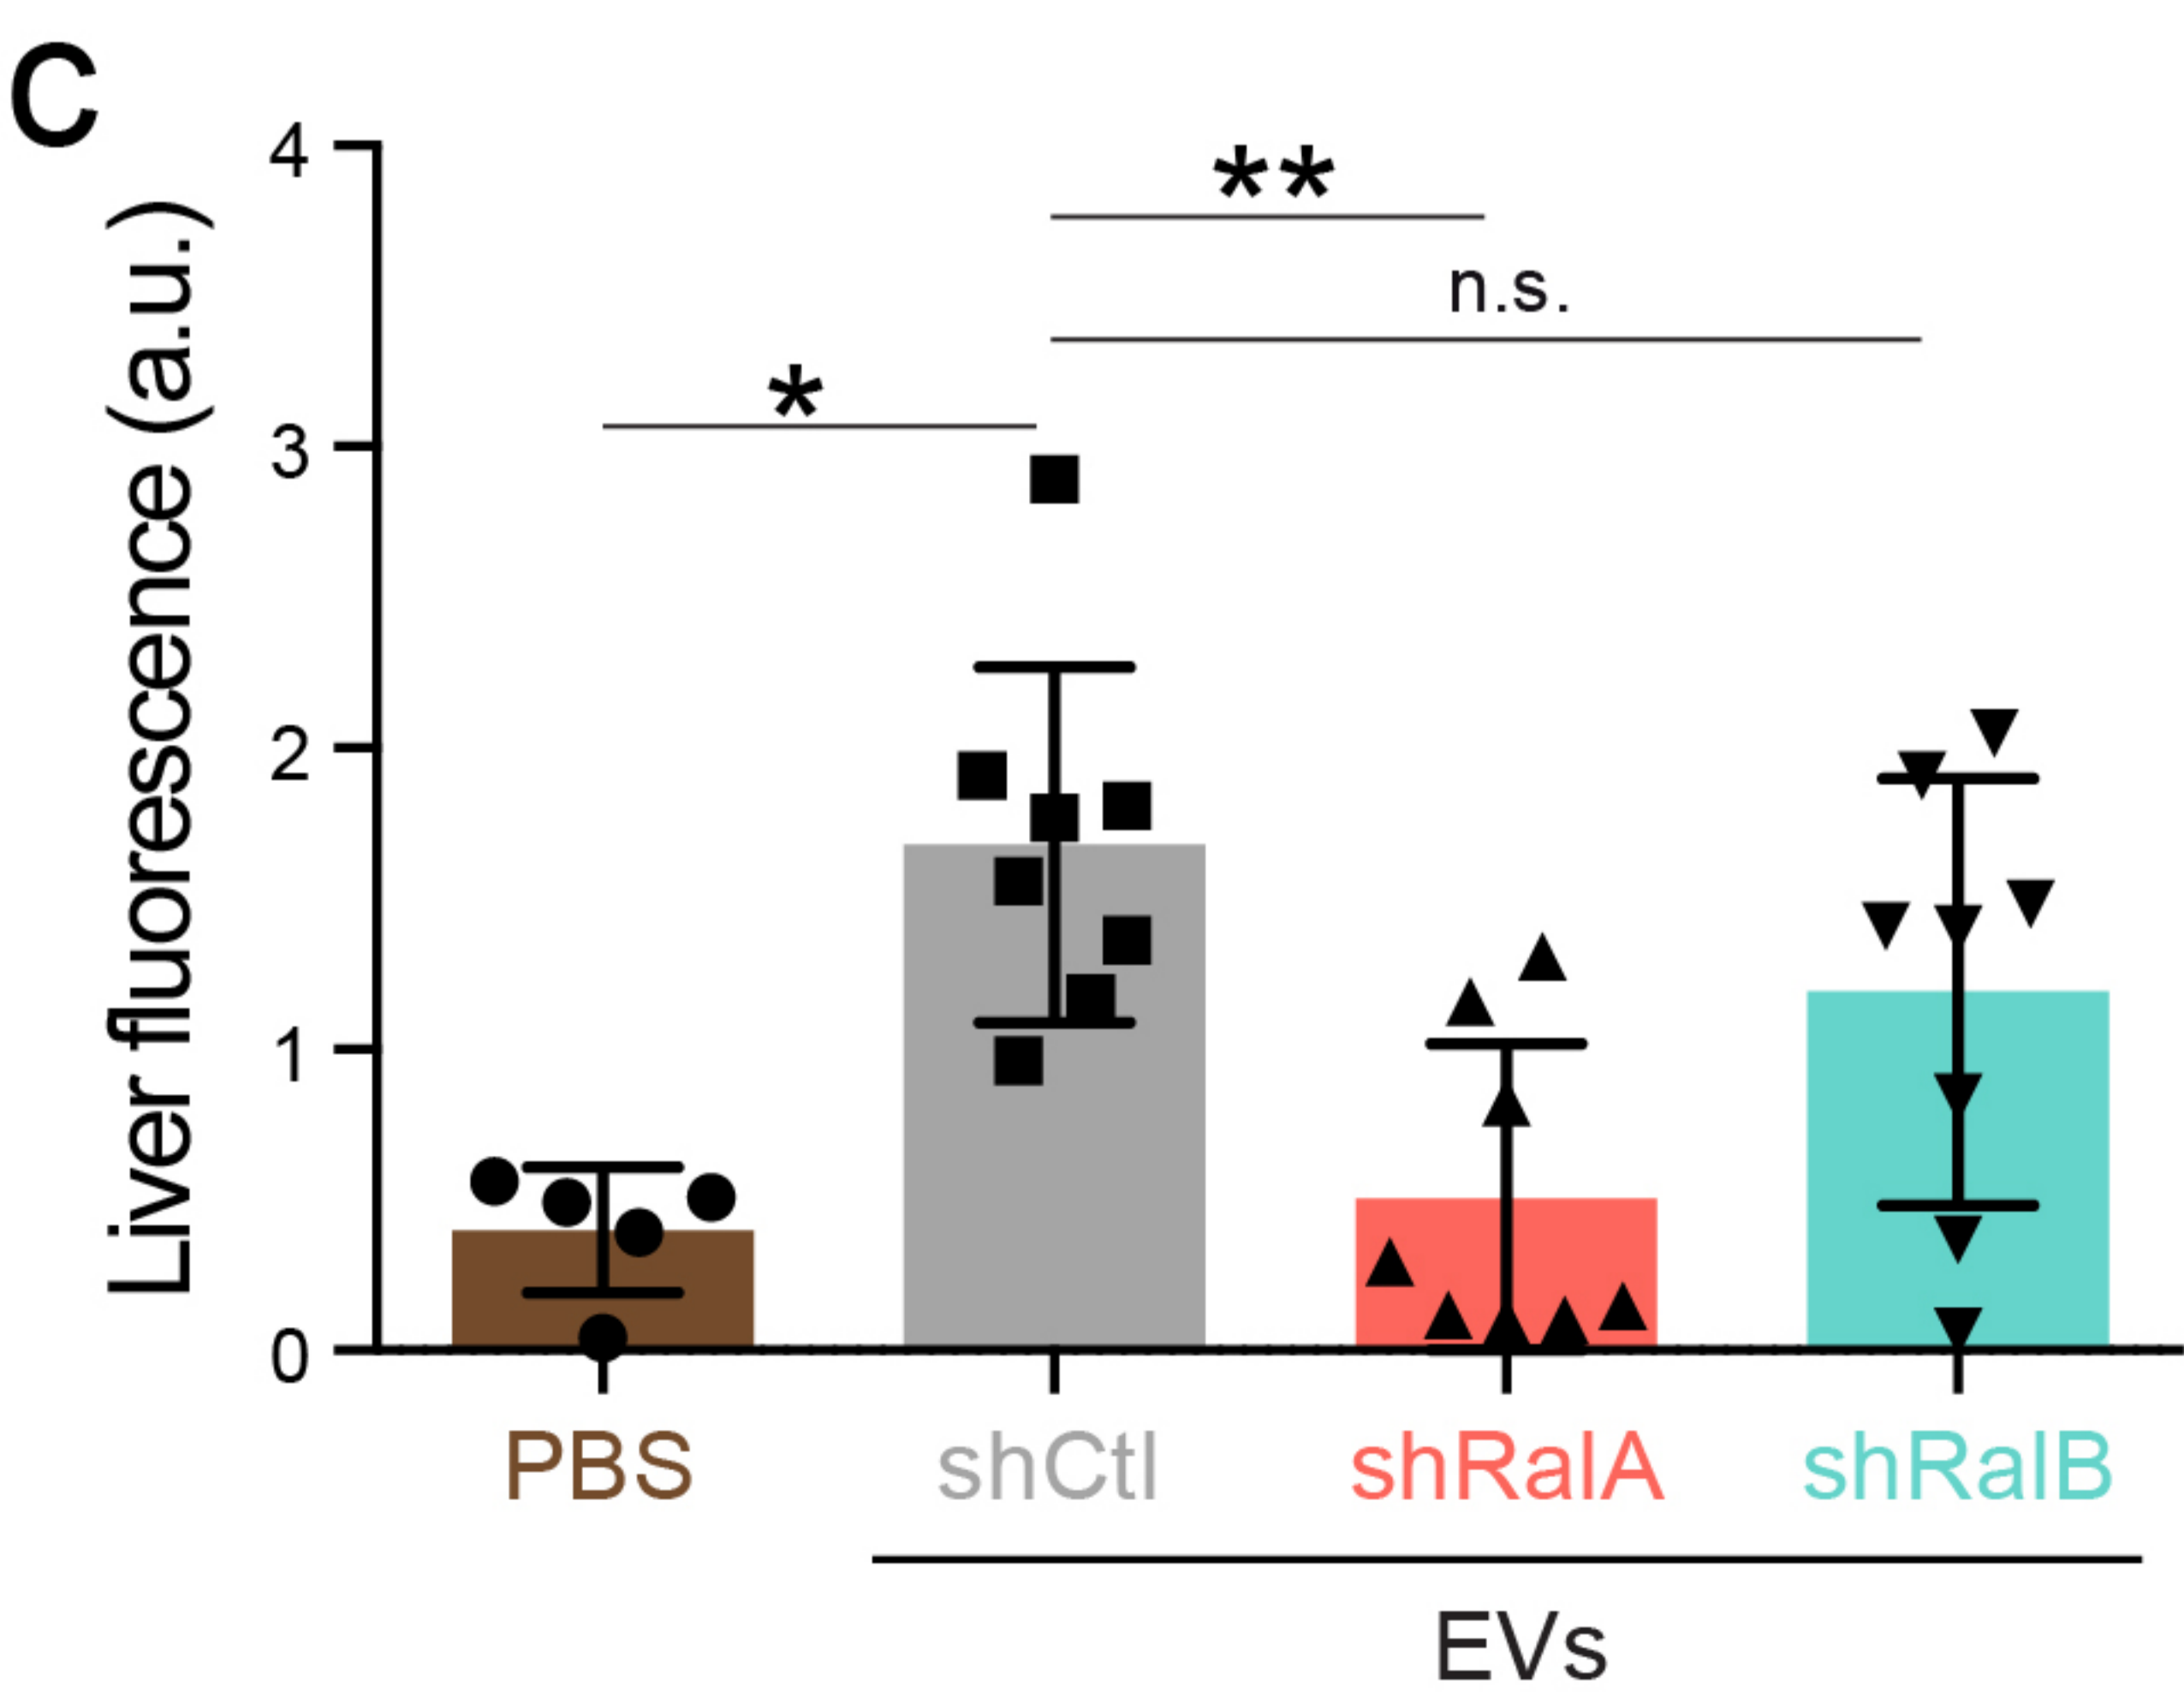 C
Liver fluorescence (a.u.)
4
3
2
1
0
**
n.s.
*
PBS
shCtl
shRalA
shRalB
EVs